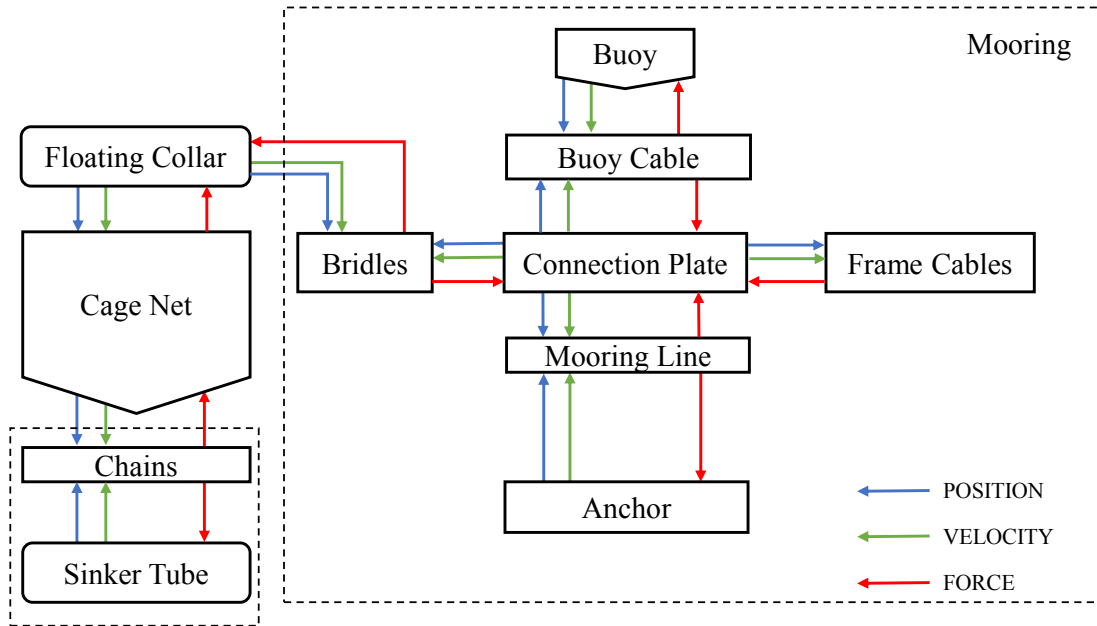 Mooring
Buoy
Floating Collar
Buoy Cable
Bridles
Connection Plate
Frame Cables
Cage Net
Mooring Line
Chains
Anchor
Sinker Tube
POSITION
VELOCITY
FORCE